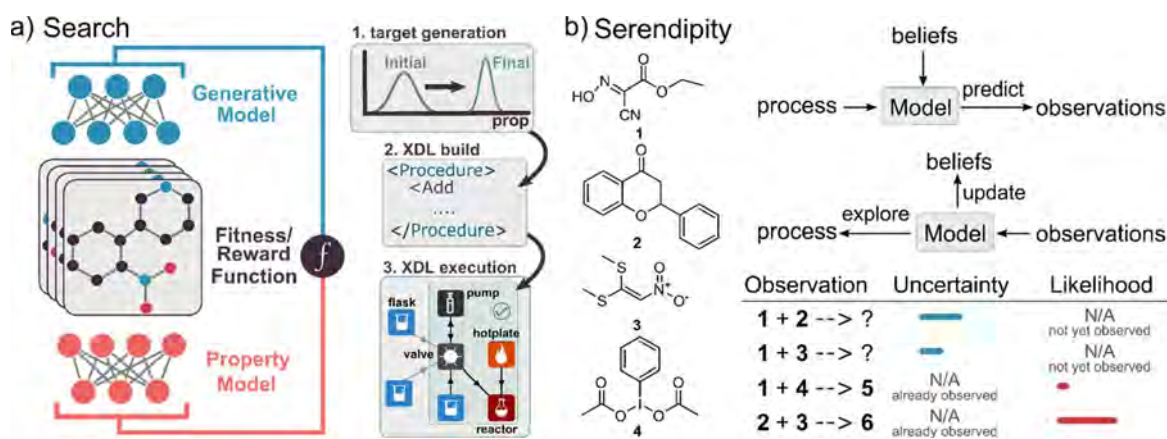 a) Search
Generative
Model
Fitness/
Reward
Function
f
Property
Model
1. target generation
Initial
Final
prop
2. XDL build
<Procedure>
<Add
....
</Procedure>
3. XDL execution
flask
pump
hotplate
valve
reactor
b) Serendipity
HO
N
O
O
CN
1
O
O
2
S
S
N+
O
O-
3
O
O
I
O
O
4
beliefs
process
Model
predict
observations
beliefs
update
explore
process
Model
observations
Observation Uncertainty Likelihood
1 + 2 --> ? N/A
not yet observed
1 + 3 --> ? N/A
not yet observed
1 + 4 --> 5 N/A
already observed
2 + 3 --> 6 N/A
already observed